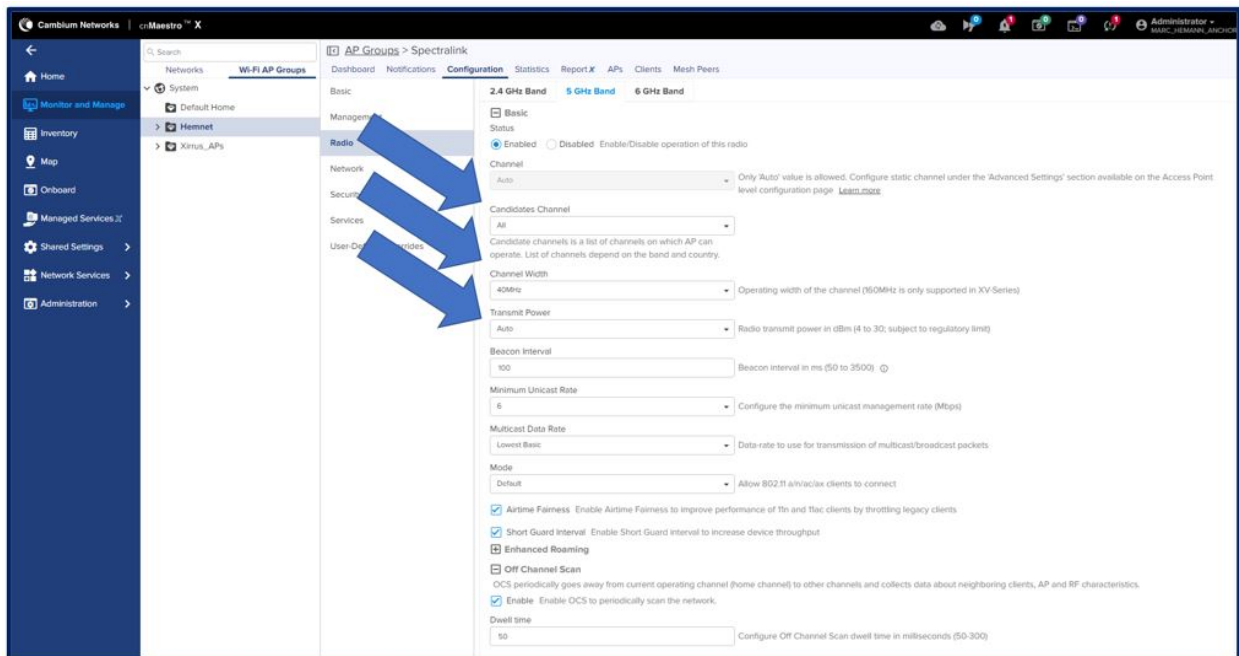 Cambium Networks | cnMaestro™ X
0 1 0 0 1 Administrator
MARC_HEMANN_ANCHOR
Home
Monitor and Manage
Inventory
Map
Onboard
Managed Services X
Shared Settings
Network Services
Administration
Search
Networks Wi-Fi AP Groups
System
Default Home
Hemnet
Xirrus_APs
AP Groups > Spectralink
Dashboard Notifications Configuration Statistics Report X APs Clients Mesh Peers
Basic
Radio
Network
Services
2.4 GHz Band 5 GHz Band 6 GHz Band
Basic
Status
Enabled Disabled Enable/Disable operation of this radio
Channel
Auto Only 'Auto' value is allowed. Configure static channel under the 'Advanced Settings' section available on the Access Point
level configuration page Learn more
Candidates Channel
All
Candidate channels is a list of channels on which AP can
operate. List of channels depend on the band and country.
Channel Width
40MHz Operating width of the channel (160MHz is only supported in XV-Series)
Transmit Power
Auto Radio transmit power in dBm (4 to 30; subject to regulatory limit)
Beacon Interval
100 Beacon interval in ms (50 to 3500)
Minimum Unicast Rate
6 Configure the minimum unicast management rate (Mbps)
Multicast Data Rate
Lowest Basic Data-rate to use for transmission of multicast/broadcast packets
Mode
Default Allow 802.11 a/n/ac/ax clients to connect
Airtime Fairness Enable Airtime Fairness to improve performance of 11n and 11ac clients by throttling legacy clients
Short Guard Interval Enable Short Guard interval to increase device throughput
Enhanced Roaming
Off Channel Scan
OCS periodically goes away from current operating channel (home channel) to other channels and collects data about neighboring clients, AP and RF characteristics.
Enable Enable OCS to periodically scan the network.
Dwell time
50 Configure Off Channel Scan dwell time in milliseconds (50-300)